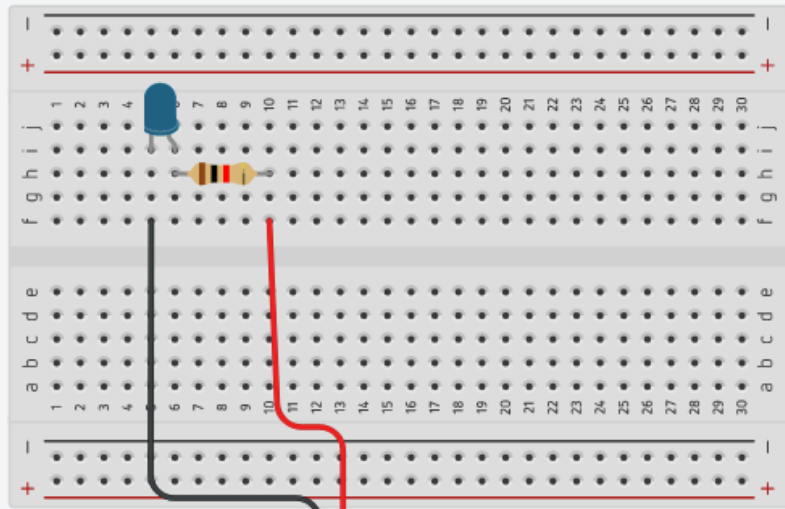 − −
+ +
1 2 3 4 7 8 9 10 11 12 13 14 15 16 17 18 19 20 21 22 23 24 25 26 27 28 29 30
j j
i i
h h
g g
f f
e e
d d
c c
b b
a a
1 2 3 4 5 6 7 8 9 10 11 12 13 14 15 16 17 18 19 20 21 22 23 24 25 26 27 28 29 30
− −
+ +